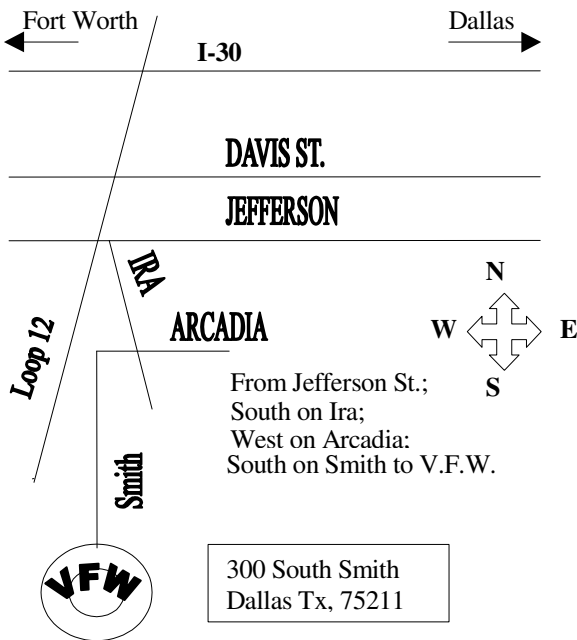 Fort Worth
Dallas
I-30
DAVIS ST.
JEFFERSON
IRA
ARCADIA
Loop 12
Smith
N
W E
S
From Jefferson St.;
South on Ira;
West on Arcadia:
South on Smith to V.F.W.
VFW
300 South Smith
Dallas Tx, 75211